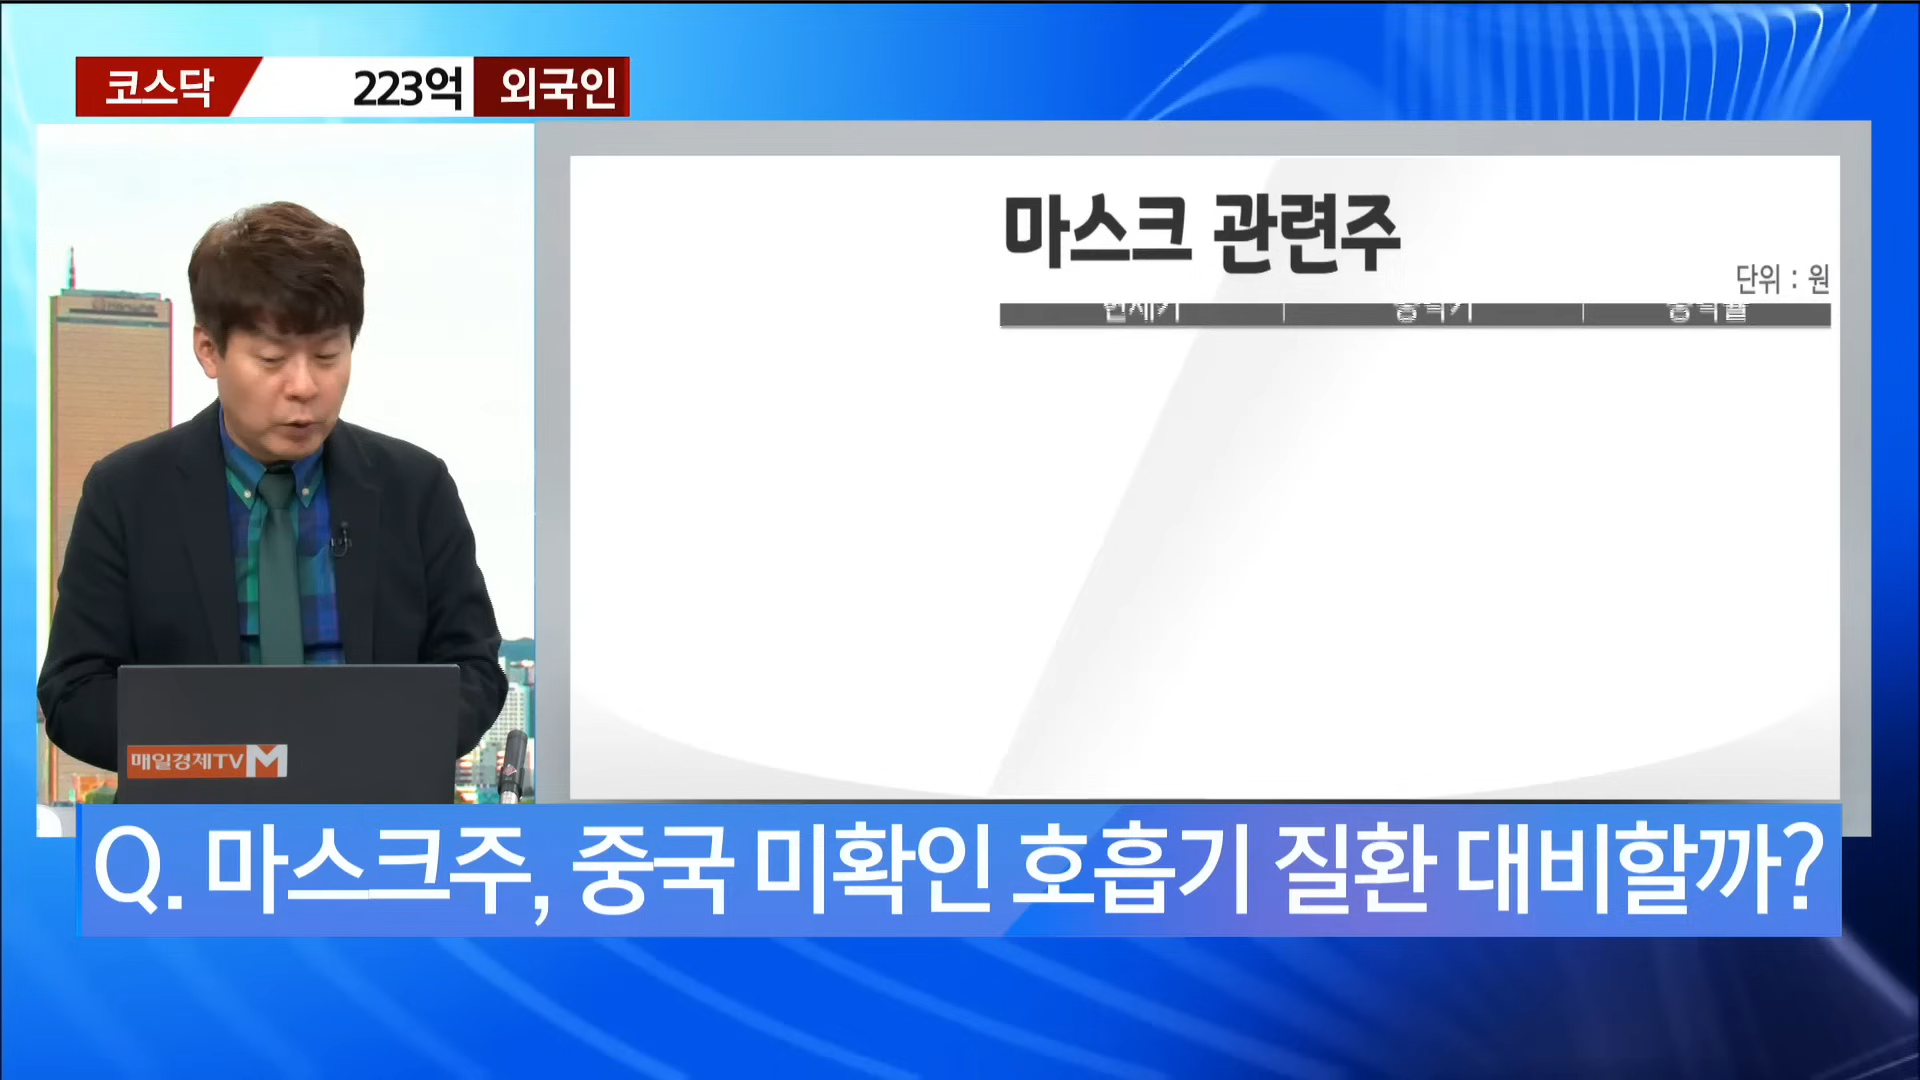 코스닥 223억 외국인
마스크 관련주
단위 : 원
매일경제TV M
Q. 마스크주, 중국 미확인 호흡기 질환 대비할까?